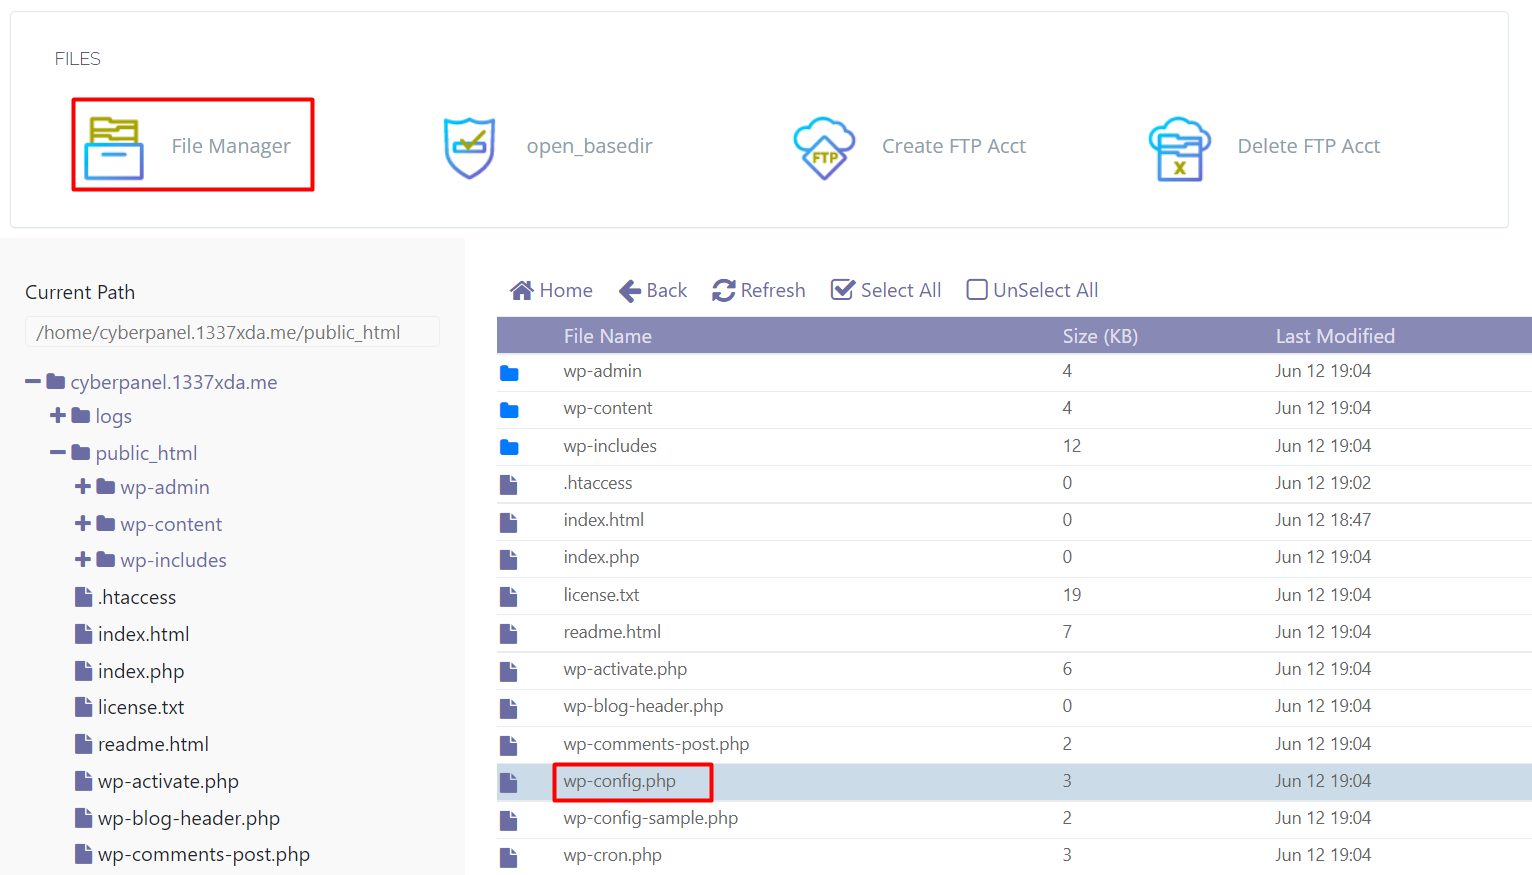 FILES
File Manager
open_basedir
Create FTP Acct
FTP
Delete FTP Acct
X
Current Path
/home/cyberpanel.1337xda.me/public_html
cyberpanel.1337xda.me
logs
public_html
wp-admin
wp-content
wp-includes
.htaccess
index.html
index.php
license.txt
readme.html
wp-activate.php
wp-blog-header.php
wp-comments-post.php
Home Back Refresh Select All UnSelect All
File Name Size (KB) Last Modified
wp-admin 4 Jun 12 19:04
wp-content 4 Jun 12 19:04
wp-includes 12 Jun 12 19:04
.htaccess 0 Jun 12 19:02
index.html 0 Jun 12 18:47
index.php 0 Jun 12 19:04
license.txt 19 Jun 12 19:04
readme.html 7 Jun 12 19:04
wp-activate.php 6 Jun 12 19:04
wp-blog-header.php 0 Jun 12 19:04
wp-comments-post.php 2 Jun 12 19:04
wp-config.php 3 Jun 12 19:04
wp-config-sample.php 2 Jun 12 19:04
wp-cron.php 3 Jun 12 19:04